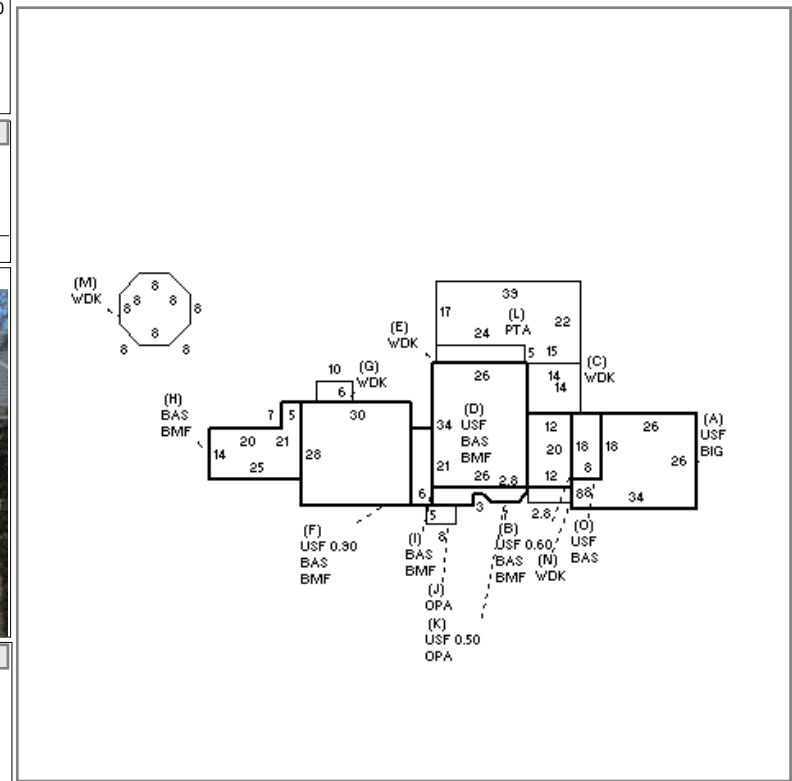 39
17
(L)
PTA
22
24
5 15
(M)
WDK
8
8
8
8
8
8
8
8
8
(E)
WDK
10
(G)
WDK
6
14
14
(C)
WDK
(H)
BAS
BMF
7
5
30
26
34
(D)
USF
BAS
BMF
12
20
12
18
18
8
26
26
(A)
USF
BIG
14
20
21
25
28
21
26
2.8
6
88
34
5
3
8
2.8
(F)
USF 0.90
BAS
BMF
(I)
BAS
BMF
(B)
USF 0.60
BAS
BMF
(N)
WDK
(O)
USF
BAS
(J)
OPA
(K)
USF 0.50
OPA